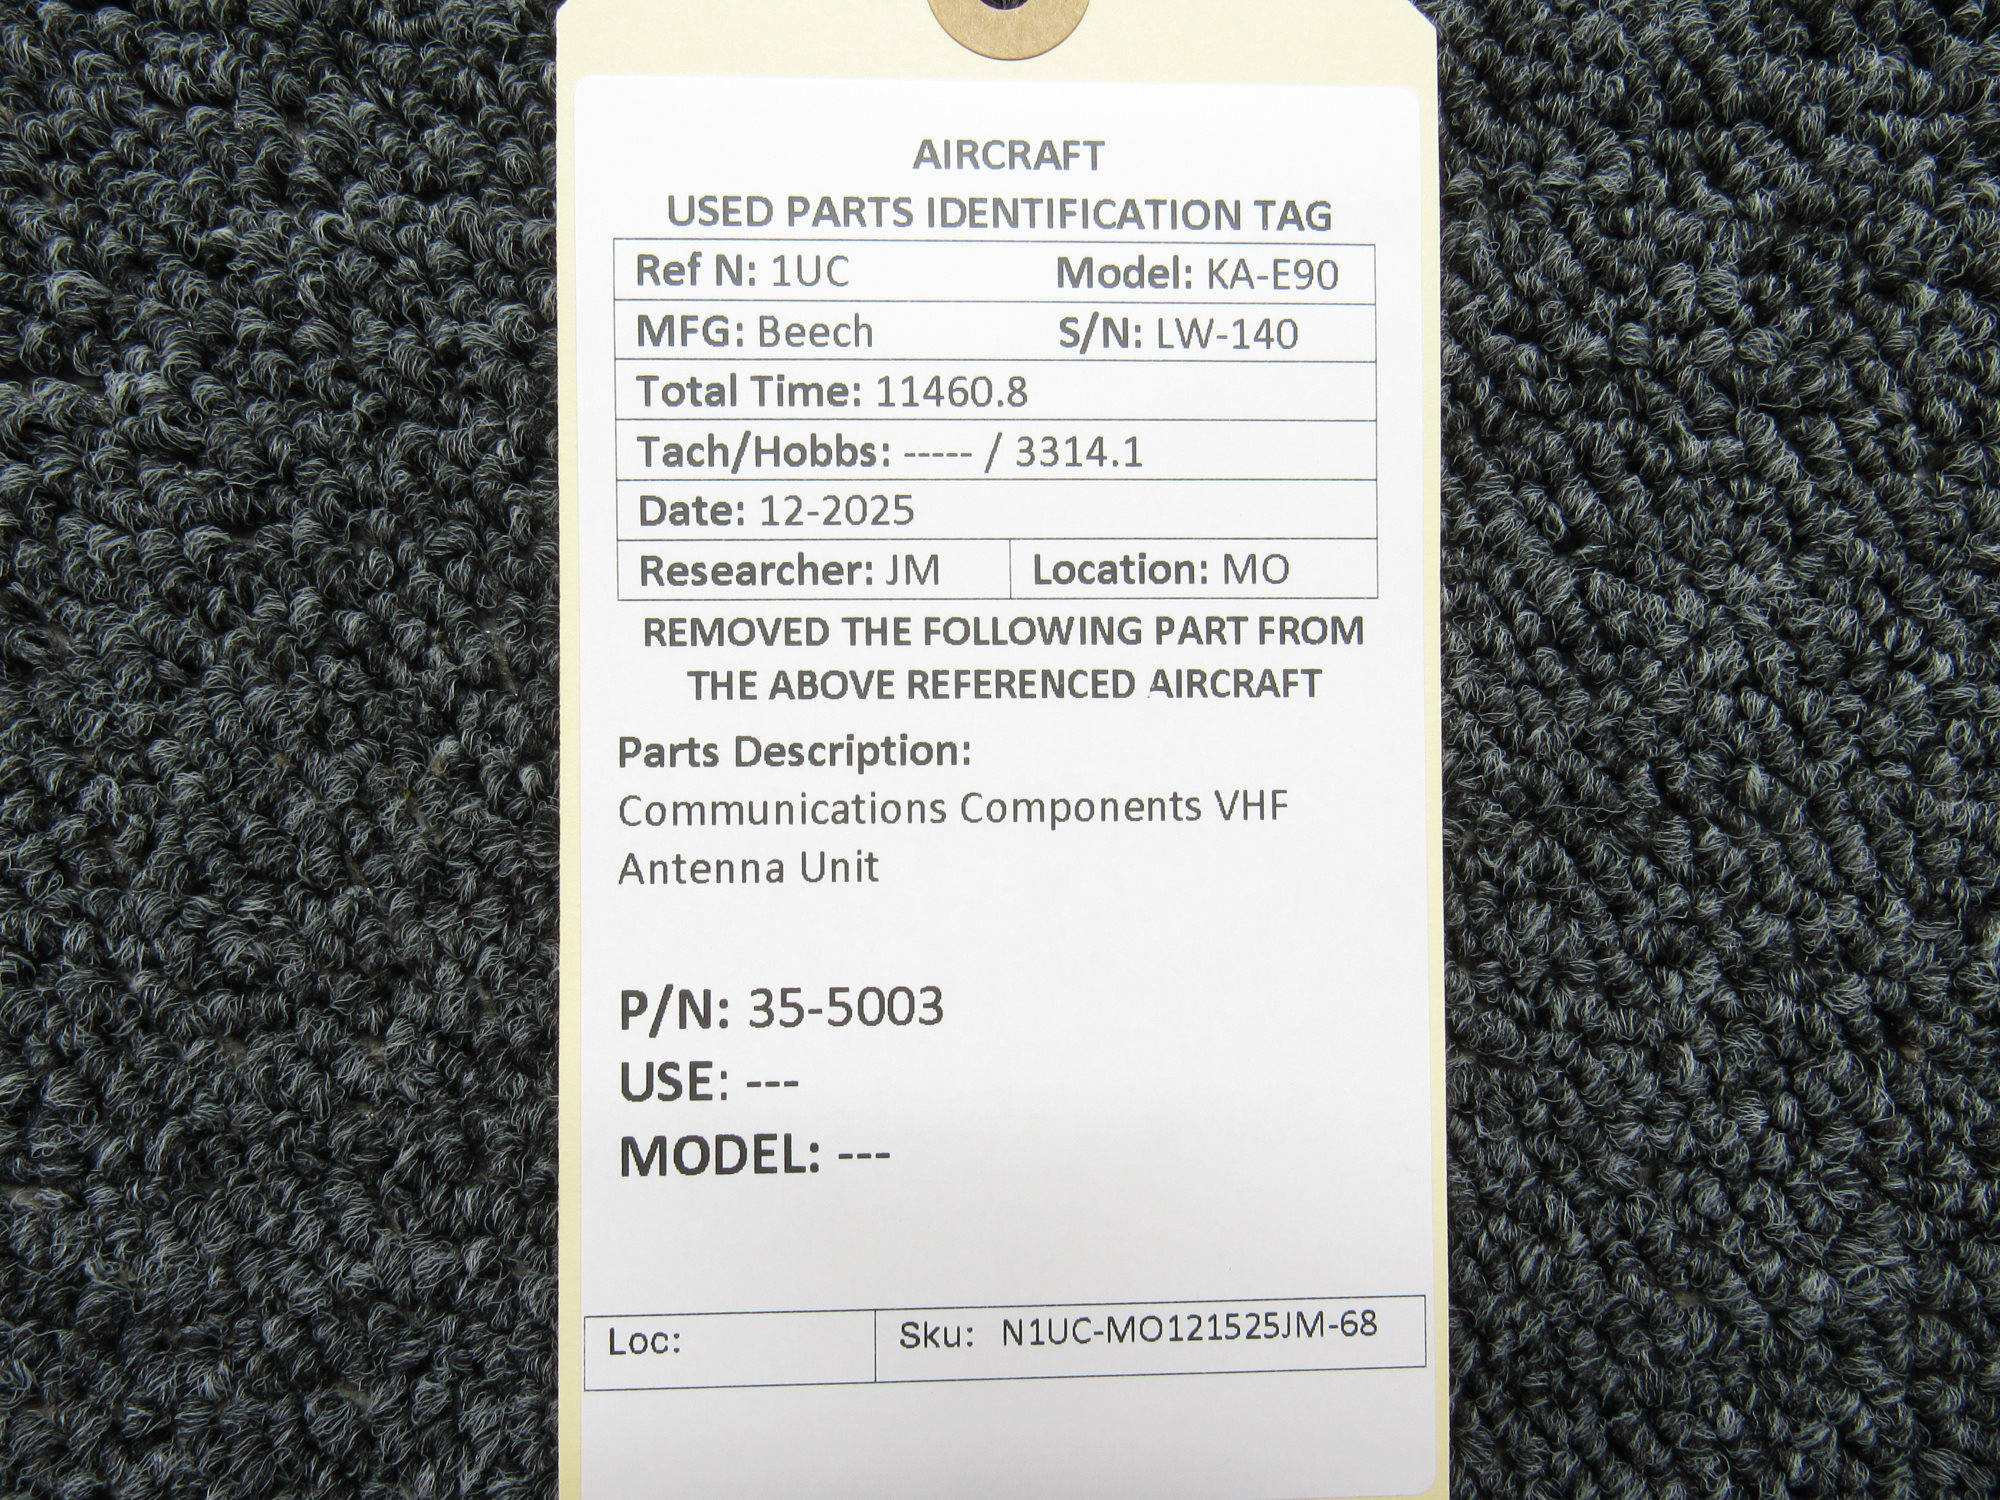 AIRCRAFT
USED PARTS IDENTIFICATION TAG
Ref N: 1UC Model: KA-E90
MFG: Beech S/N: LW-140
Total Time: 11460.8
Tach/Hobbs: ----- / 3314.1
Date: 12-2025
Researcher: JM Location: MO
REMOVED THE FOLLOWING PART FROM
THE ABOVE REFERENCED AIRCRAFT
Parts Description:
Communications Components VHF
Antenna Unit
P/N: 35-5003
USE: ---
MODEL: ---
Loc: Sku: N1UC-MO121525JM-68